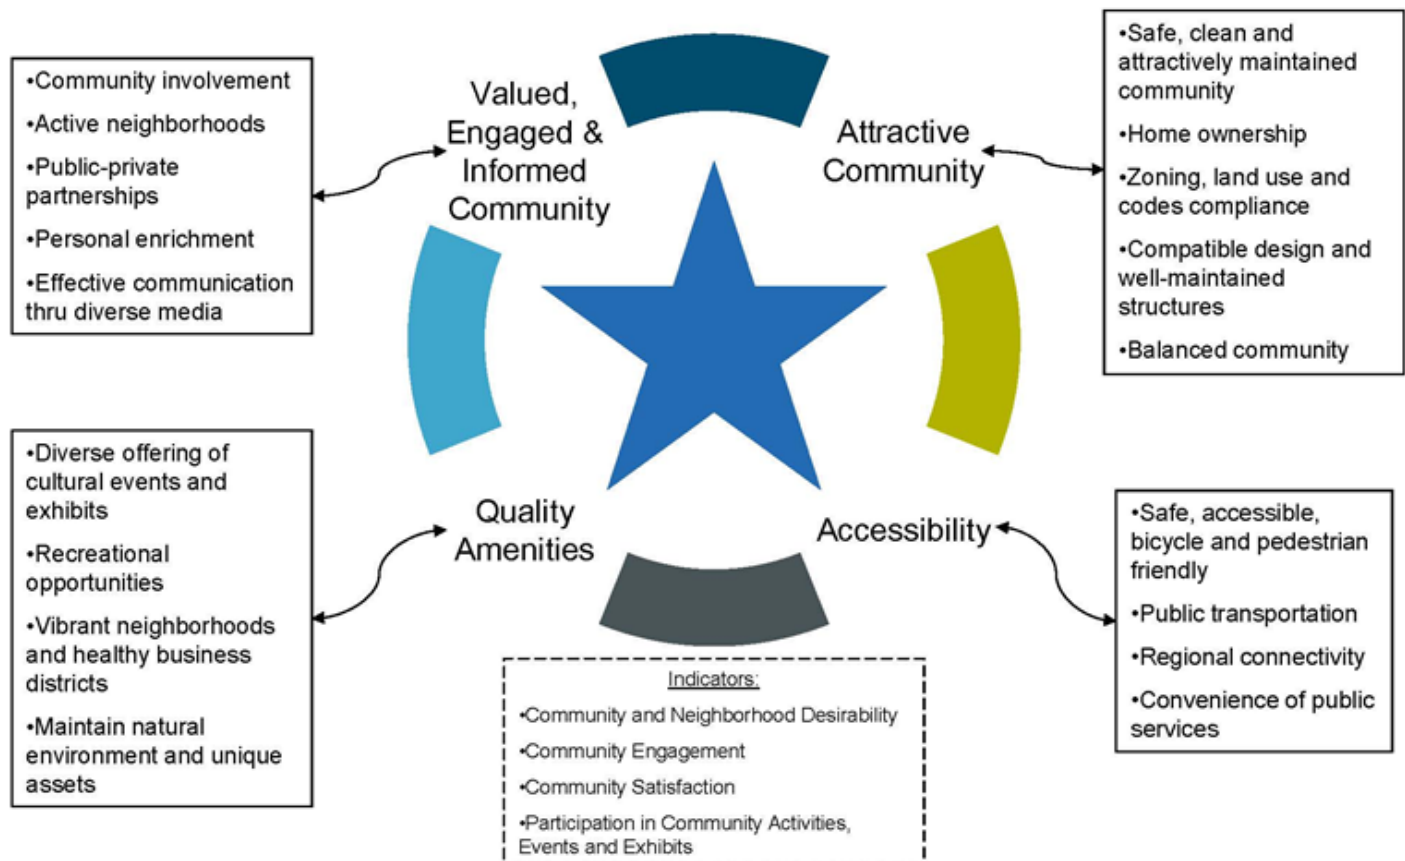 •Community involvement
•Active neighborhoods
•Public-private
partnerships
•Personal enrichment
•Effective communication
thru diverse media
Valued,
Engaged &
Informed
Community
Attractive
Community
•Safe, clean and
attractively maintained
community
•Home ownership
•Zoning, land use and
codes compliance
•Compatible design and
well-maintained
structures
•Balanced community
•Diverse offering of
cultural events and
exhibits
•Recreational
opportunities
•Vibrant neighborhoods
and healthy business
districts
•Maintain natural
environment and unique
assets
Quality
Amenities
Accessibility
•Safe, accessible,
bicycle and pedestrian
friendly
•Public transportation
•Regional connectivity
•Convenience of public
services
Indicators:
•Community and Neighborhood Desirability
•Community Engagement
•Community Satisfaction
•Participation in Community Activities,
Events and Exhibits